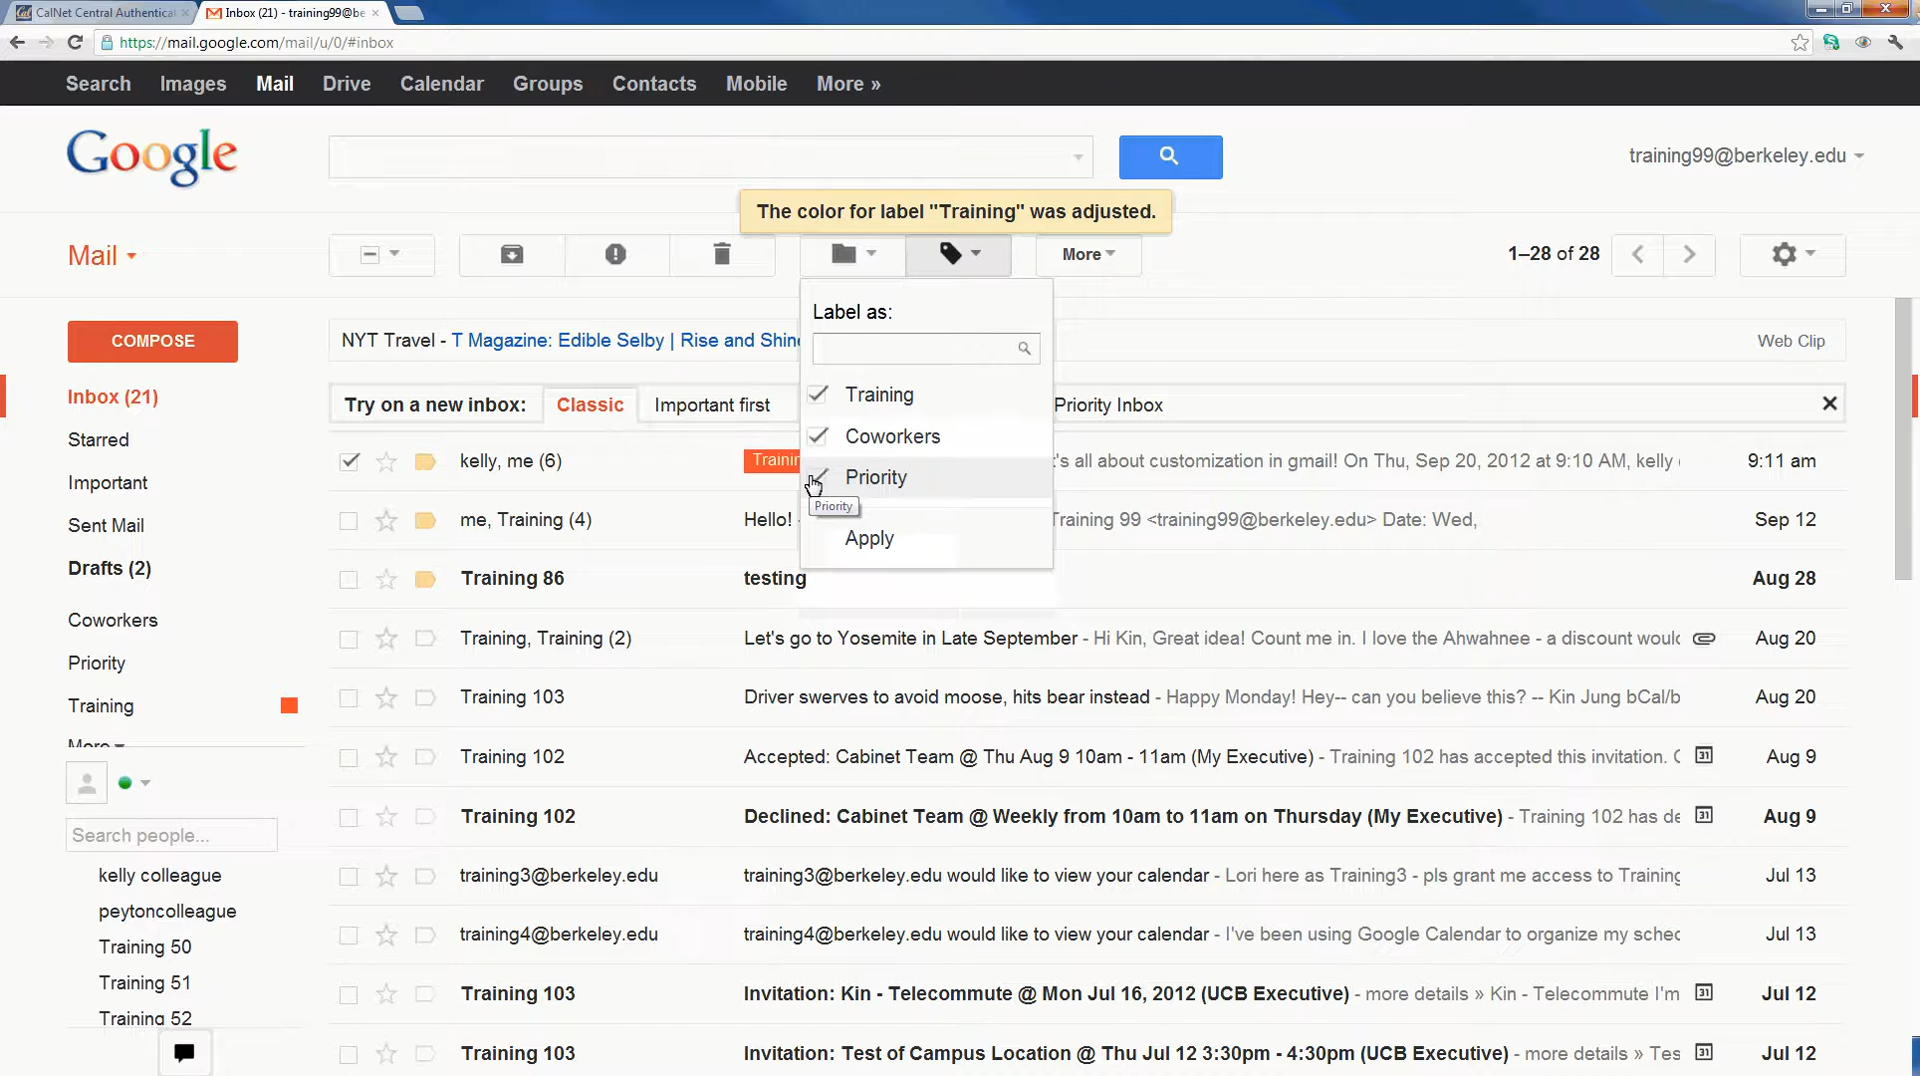 CalNet Central Authentica
Inbox (21) - training99@be
https://mail.google.com/mail/u/0/#inbox
Search Images Mail Drive Calendar Groups Contacts Mobile More »
Google
training99@berkeley.edu
The color for label "Training" was adjusted.
Mail
More
1–28 of 28
Label as:
COMPOSE
NYT Travel - T Magazine: Edible Selby | Rise and Shine
Web Clip
Inbox (21)
Starred
Important
Sent Mail
Drafts (2)
Coworkers
Priority
Training
More
Search people...
kelly colleague
peytoncolleague
Training 50
Training 51
Training 52
Try on a new inbox: Classic Important first Priority Inbox
Training
Coworkers
Priority
Priority
Apply
kelly, me (6) Trainin 's all about customization in gmail! On Thu, Sep 20, 2012 at 9:10 AM, kelly 9:11 am
me, Training (4) Hello! - Training 99 <training99@berkeley.edu> Date: Wed, Sep 12
Training 86 testing Aug 28
Training, Training (2) Let's go to Yosemite in Late September - Hi Kin, Great idea! Count me in. I love the Ahwahnee - a discount would Aug 20
Training 103 Driver swerves to avoid moose, hits bear instead - Happy Monday! Hey-- can you believe this? -- Kin Jung bCal/b Aug 20
Training 102 Accepted: Cabinet Team @ Thu Aug 9 10am - 11am (My Executive) - Training 102 has accepted this invitation. 31 Aug 9
Training 102 Declined: Cabinet Team @ Weekly from 10am to 11am on Thursday (My Executive) - Training 102 has de 31 Aug 9
training3@berkeley.edu training3@berkeley.edu would like to view your calendar - Lori here as Training3 - pls grant me access to Training Jul 13
training4@berkeley.edu training4@berkeley.edu would like to view your calendar - I've been using Google Calendar to organize my sched Jul 13
Training 103 Invitation: Kin - Telecommute @ Mon Jul 16, 2012 (UCB Executive) - more details » Kin - Telecommute I'm 31 Jul 12
Training 103 Invitation: Test of Campus Location @ Thu Jul 12 3:30pm - 4:30pm (UCB Executive) - more details » Tes 31 Jul 12